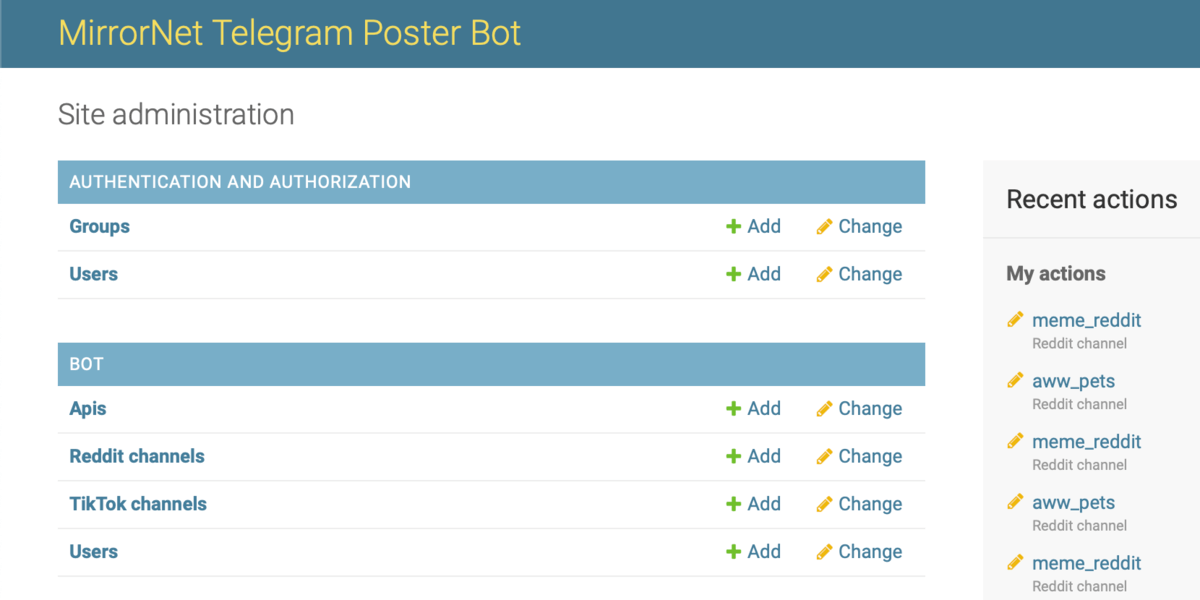 MirrorNet Telegram Poster Bot
Site administration
AUTHENTICATION AND AUTHORIZATION
Groups Add Change
Users Add Change
BOT
Apis Add Change
Reddit channels Add Change
TikTok channels Add Change
Users Add Change
Recent actions
My actions
meme_reddit
Reddit channel
aww_pets
Reddit channel
meme_reddit
Reddit channel
aww_pets
Reddit channel
meme_reddit
Reddit channel